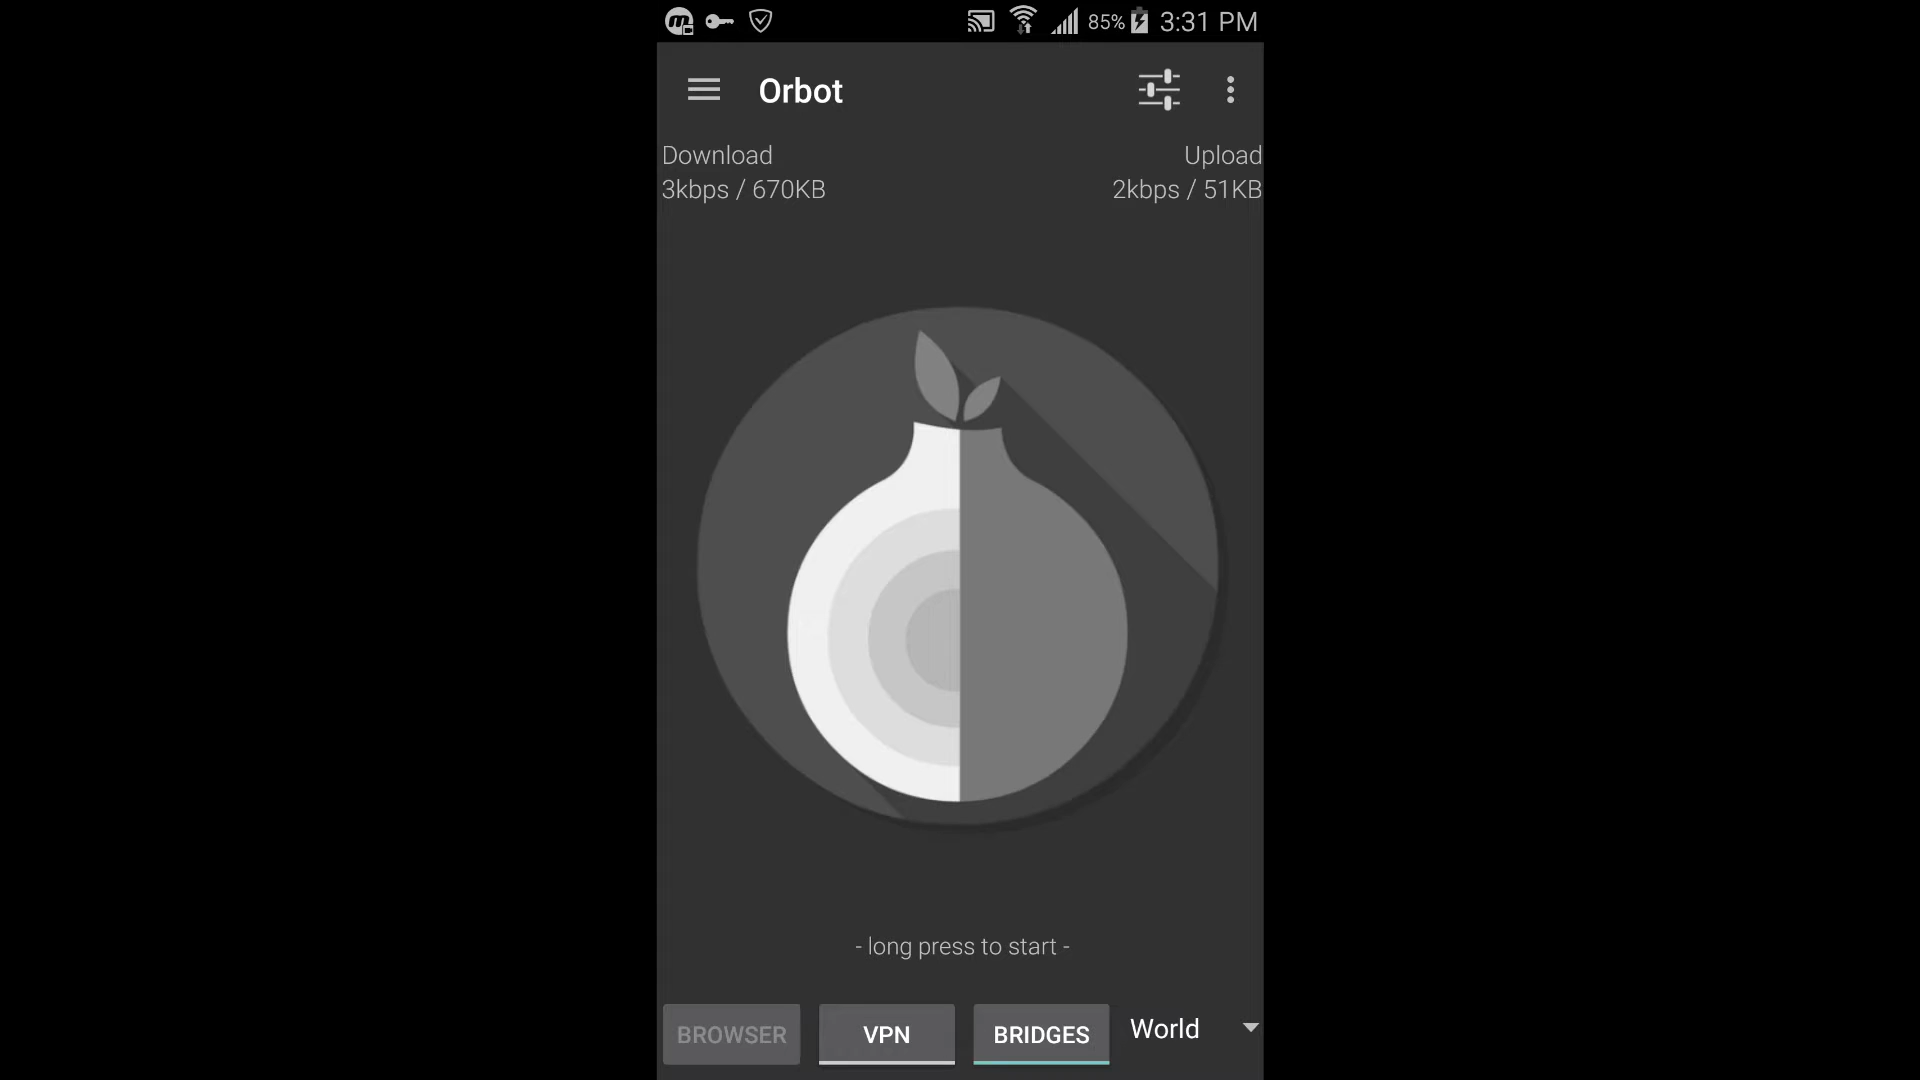 85% 3:31 PM
Orbot
Download
Upload
3kbps / 670KB
2kbps / 51KB
- long press to start -
BROWSER
VPN
BRIDGES
World